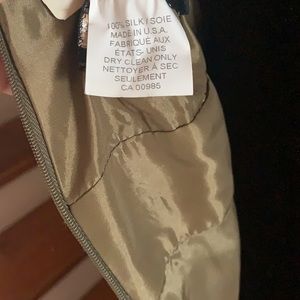 100% SILK / SOIE
MADE IN U.S.A.
FABRIQUÉ AUX
ÉTATS-UNIS
DRY CLEAN ONLY
NETTOYER À SEC
SEULEMENT
CA 00985